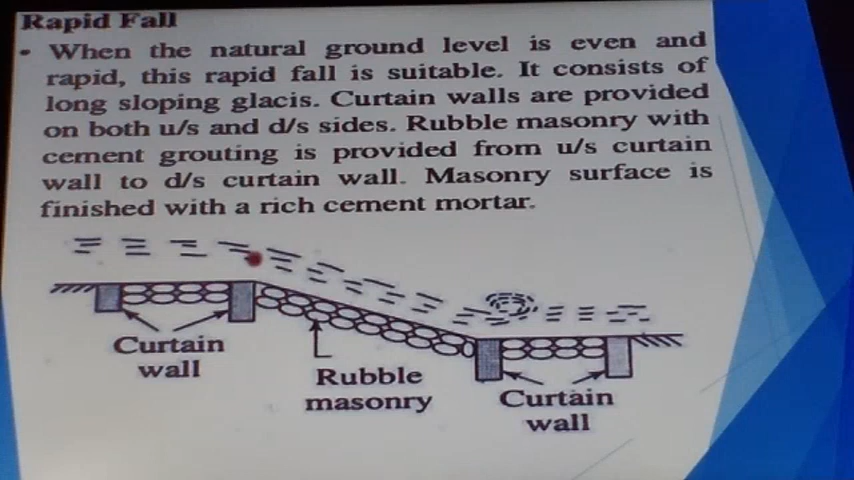 Rapid Fall
• When the natural ground level is even and
rapid, this rapid fall is suitable. It consists of
long sloping glacis. Curtain walls are provided
on both u/s and d/s sides. Rubble masonry with
cement grouting is provided from u/s curtain
wall to d/s curtain wall. Masonry surface is
finished with a rich cement mortar.
Curtain
wall
Rubble
masonry
Curtain
wall